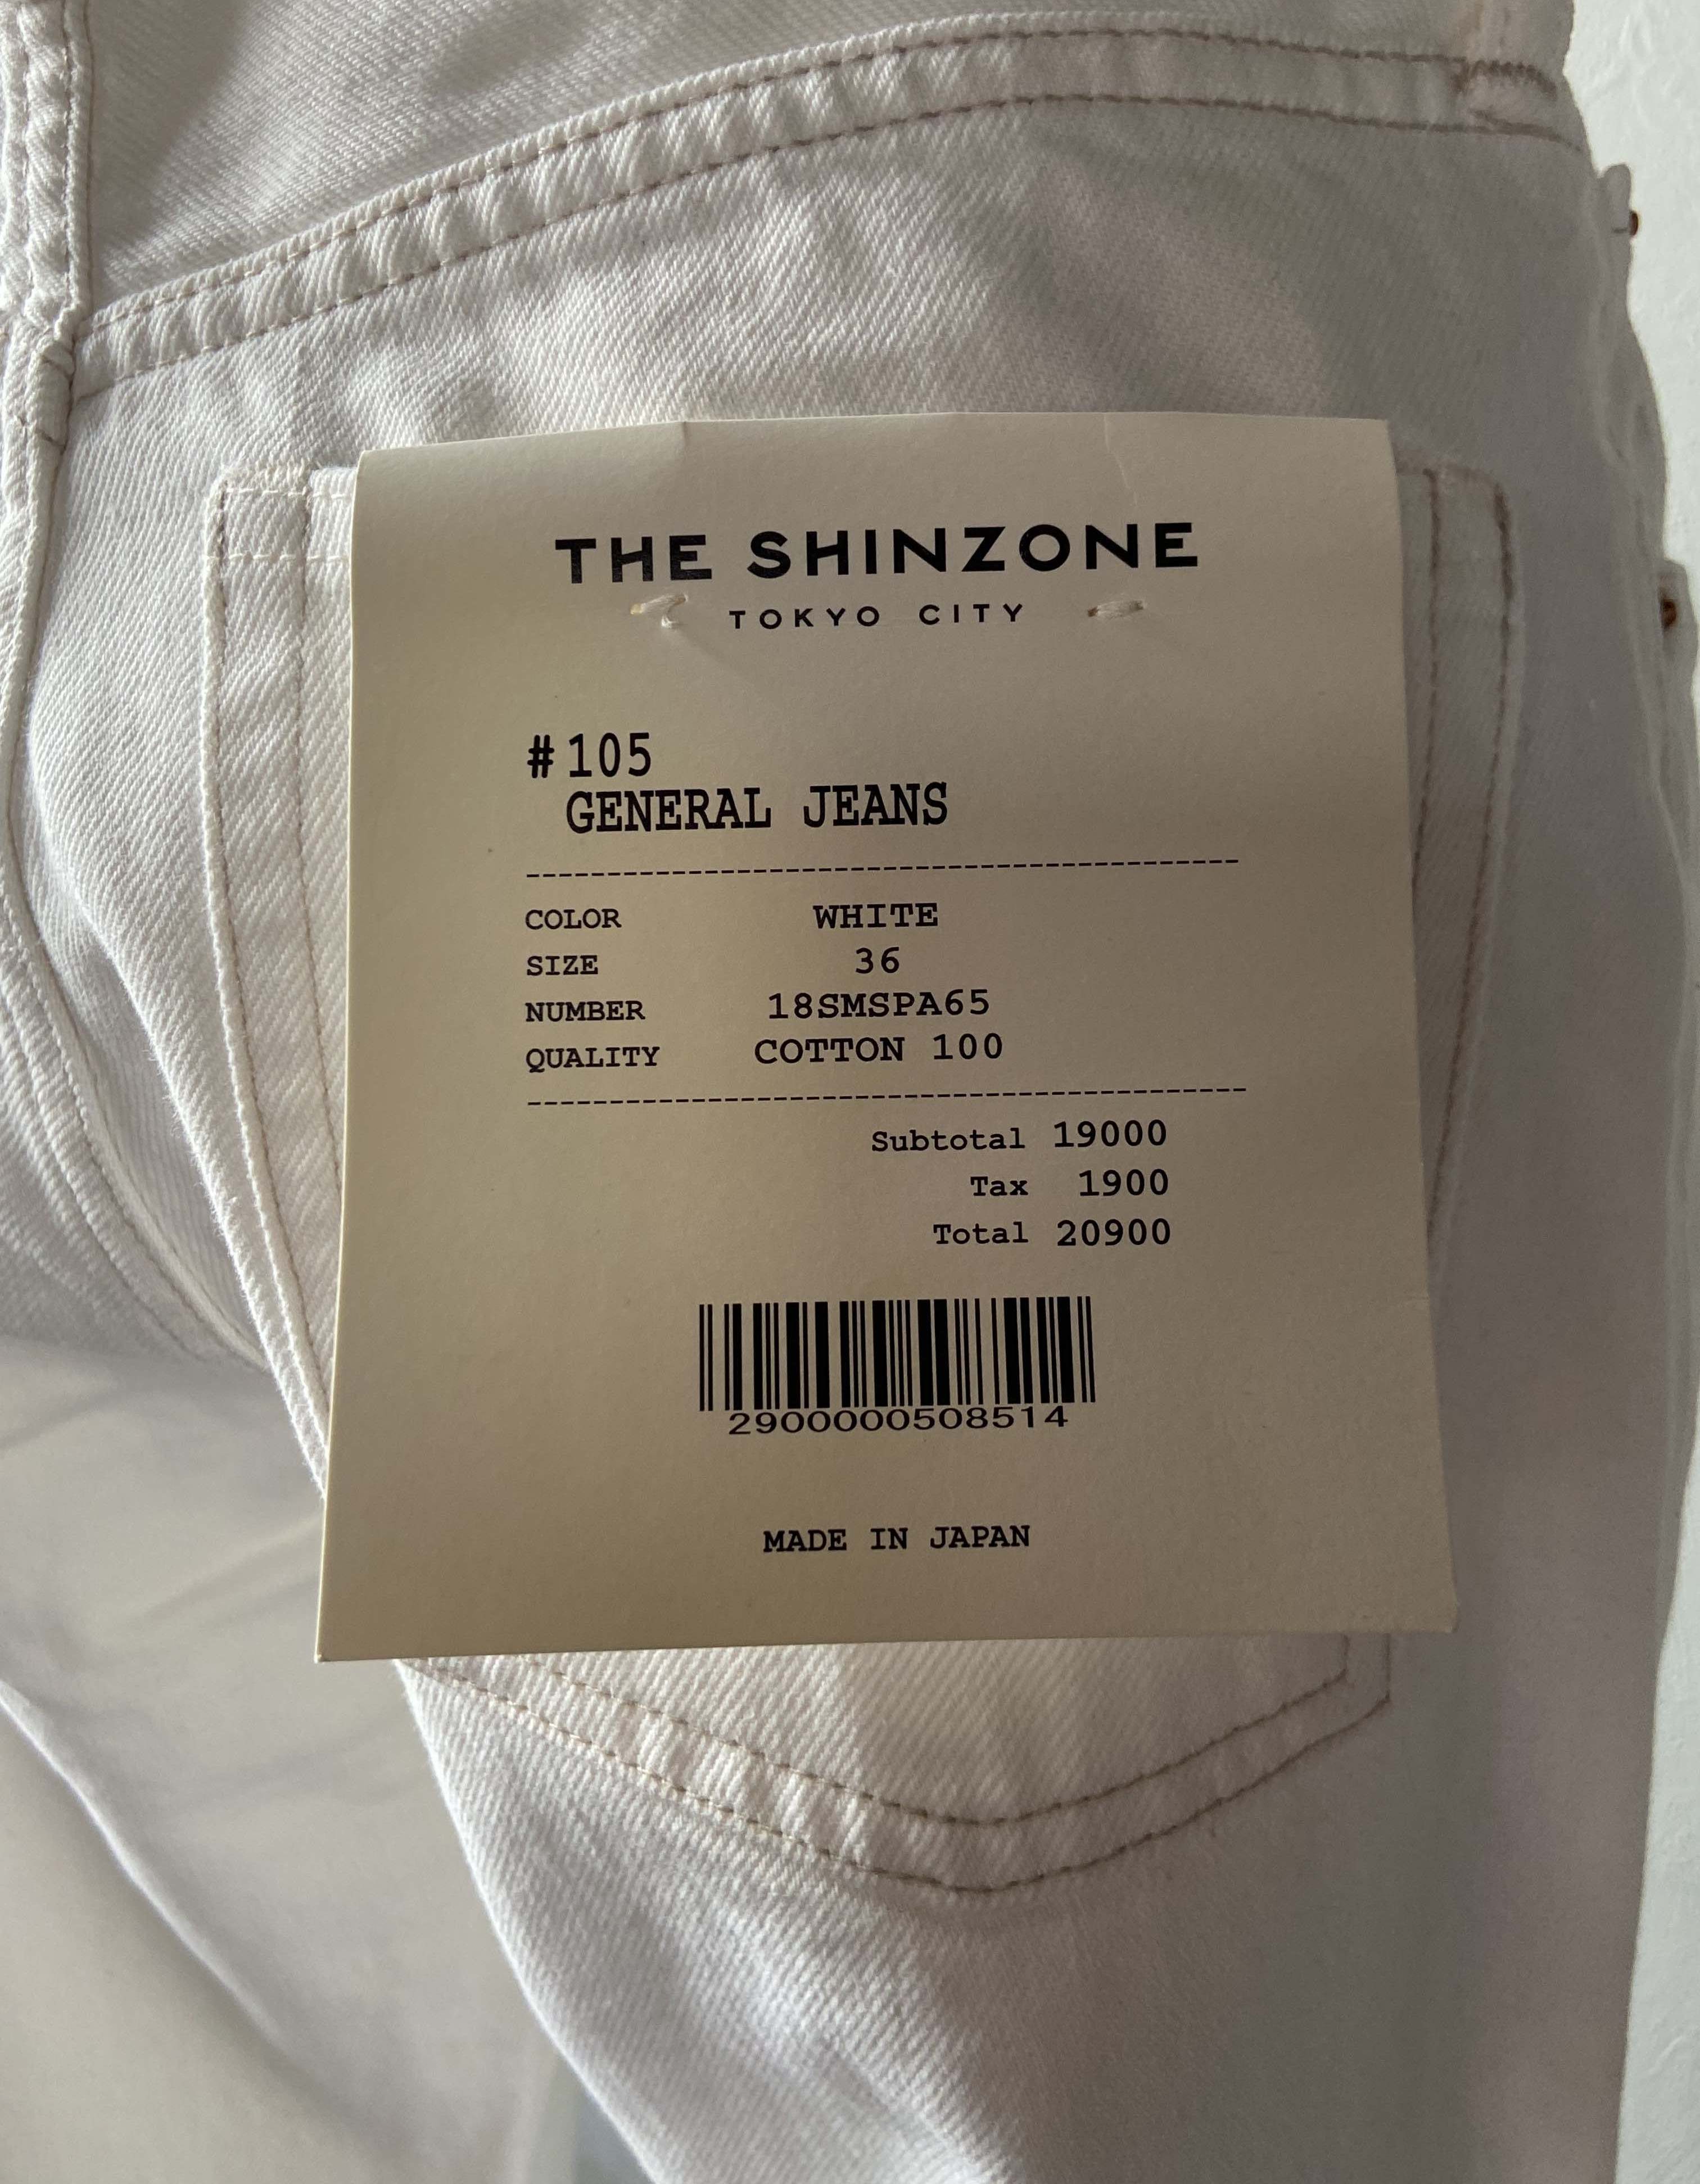 THE SHINZONE
TOKYO CITY
#105
GENERAL JEANS
COLOR WHITE
SIZE 36
NUMBER 18SMSPA65
QUALITY COTTON 100
Subtotal 19000
Tax 1900
Total 20900
2900000508514
MADE IN JAPAN